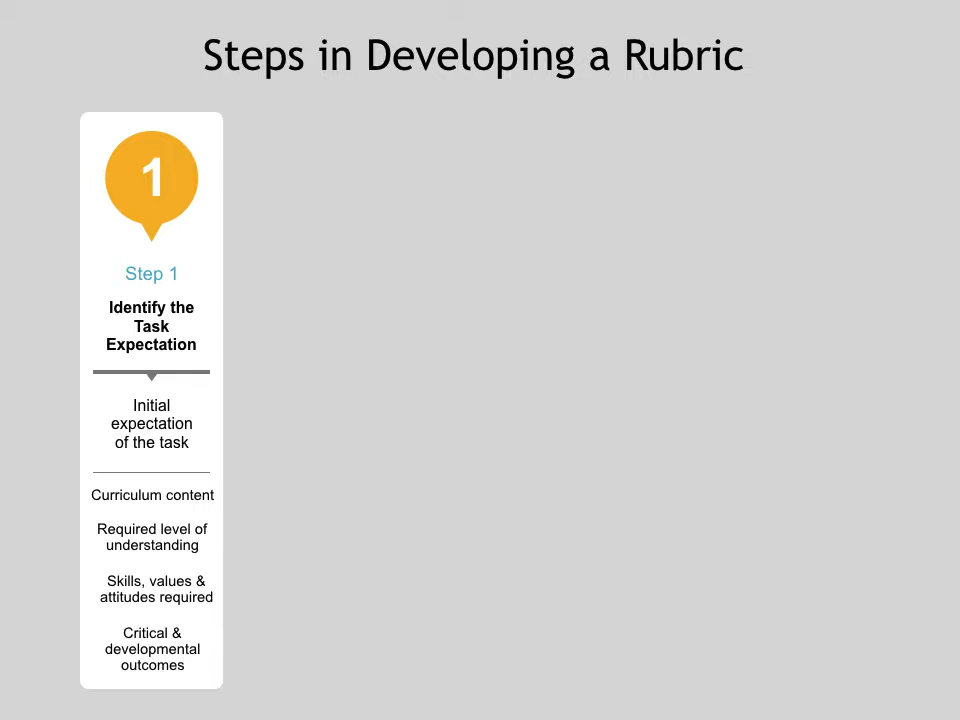 Steps in Developing a Rubric
1
Step 1
Identify the
Task
Expectation
Initial
expectation
of the task
Curriculum content
Required level of
understanding
Skills, values &
attitudes required
Critical &
developmental
outcomes